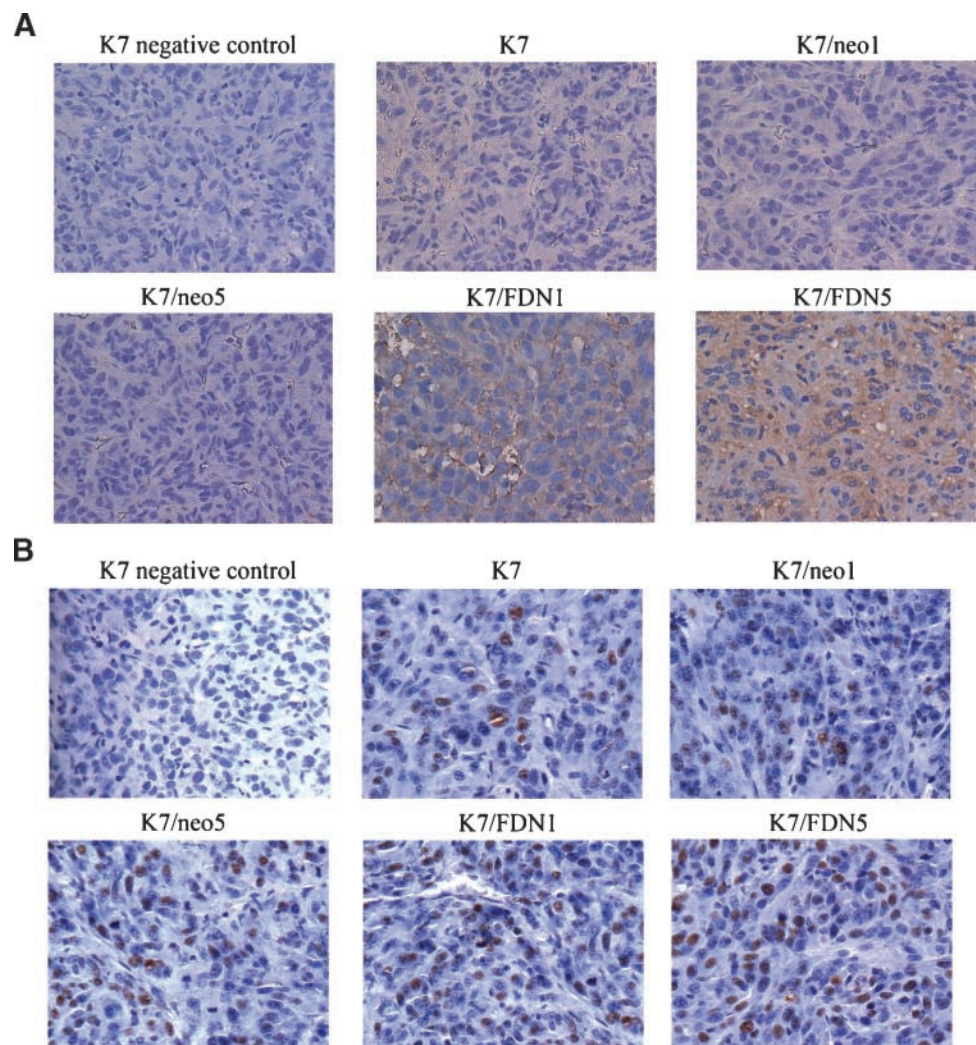 A
K7 negative control
K7
K7/neo1
K7/neo5
K7/FDN1
K7/FDN5
B
K7 negative control
K7
K7/neo1
K7/neo5
K7/FDN1
K7/FDN5